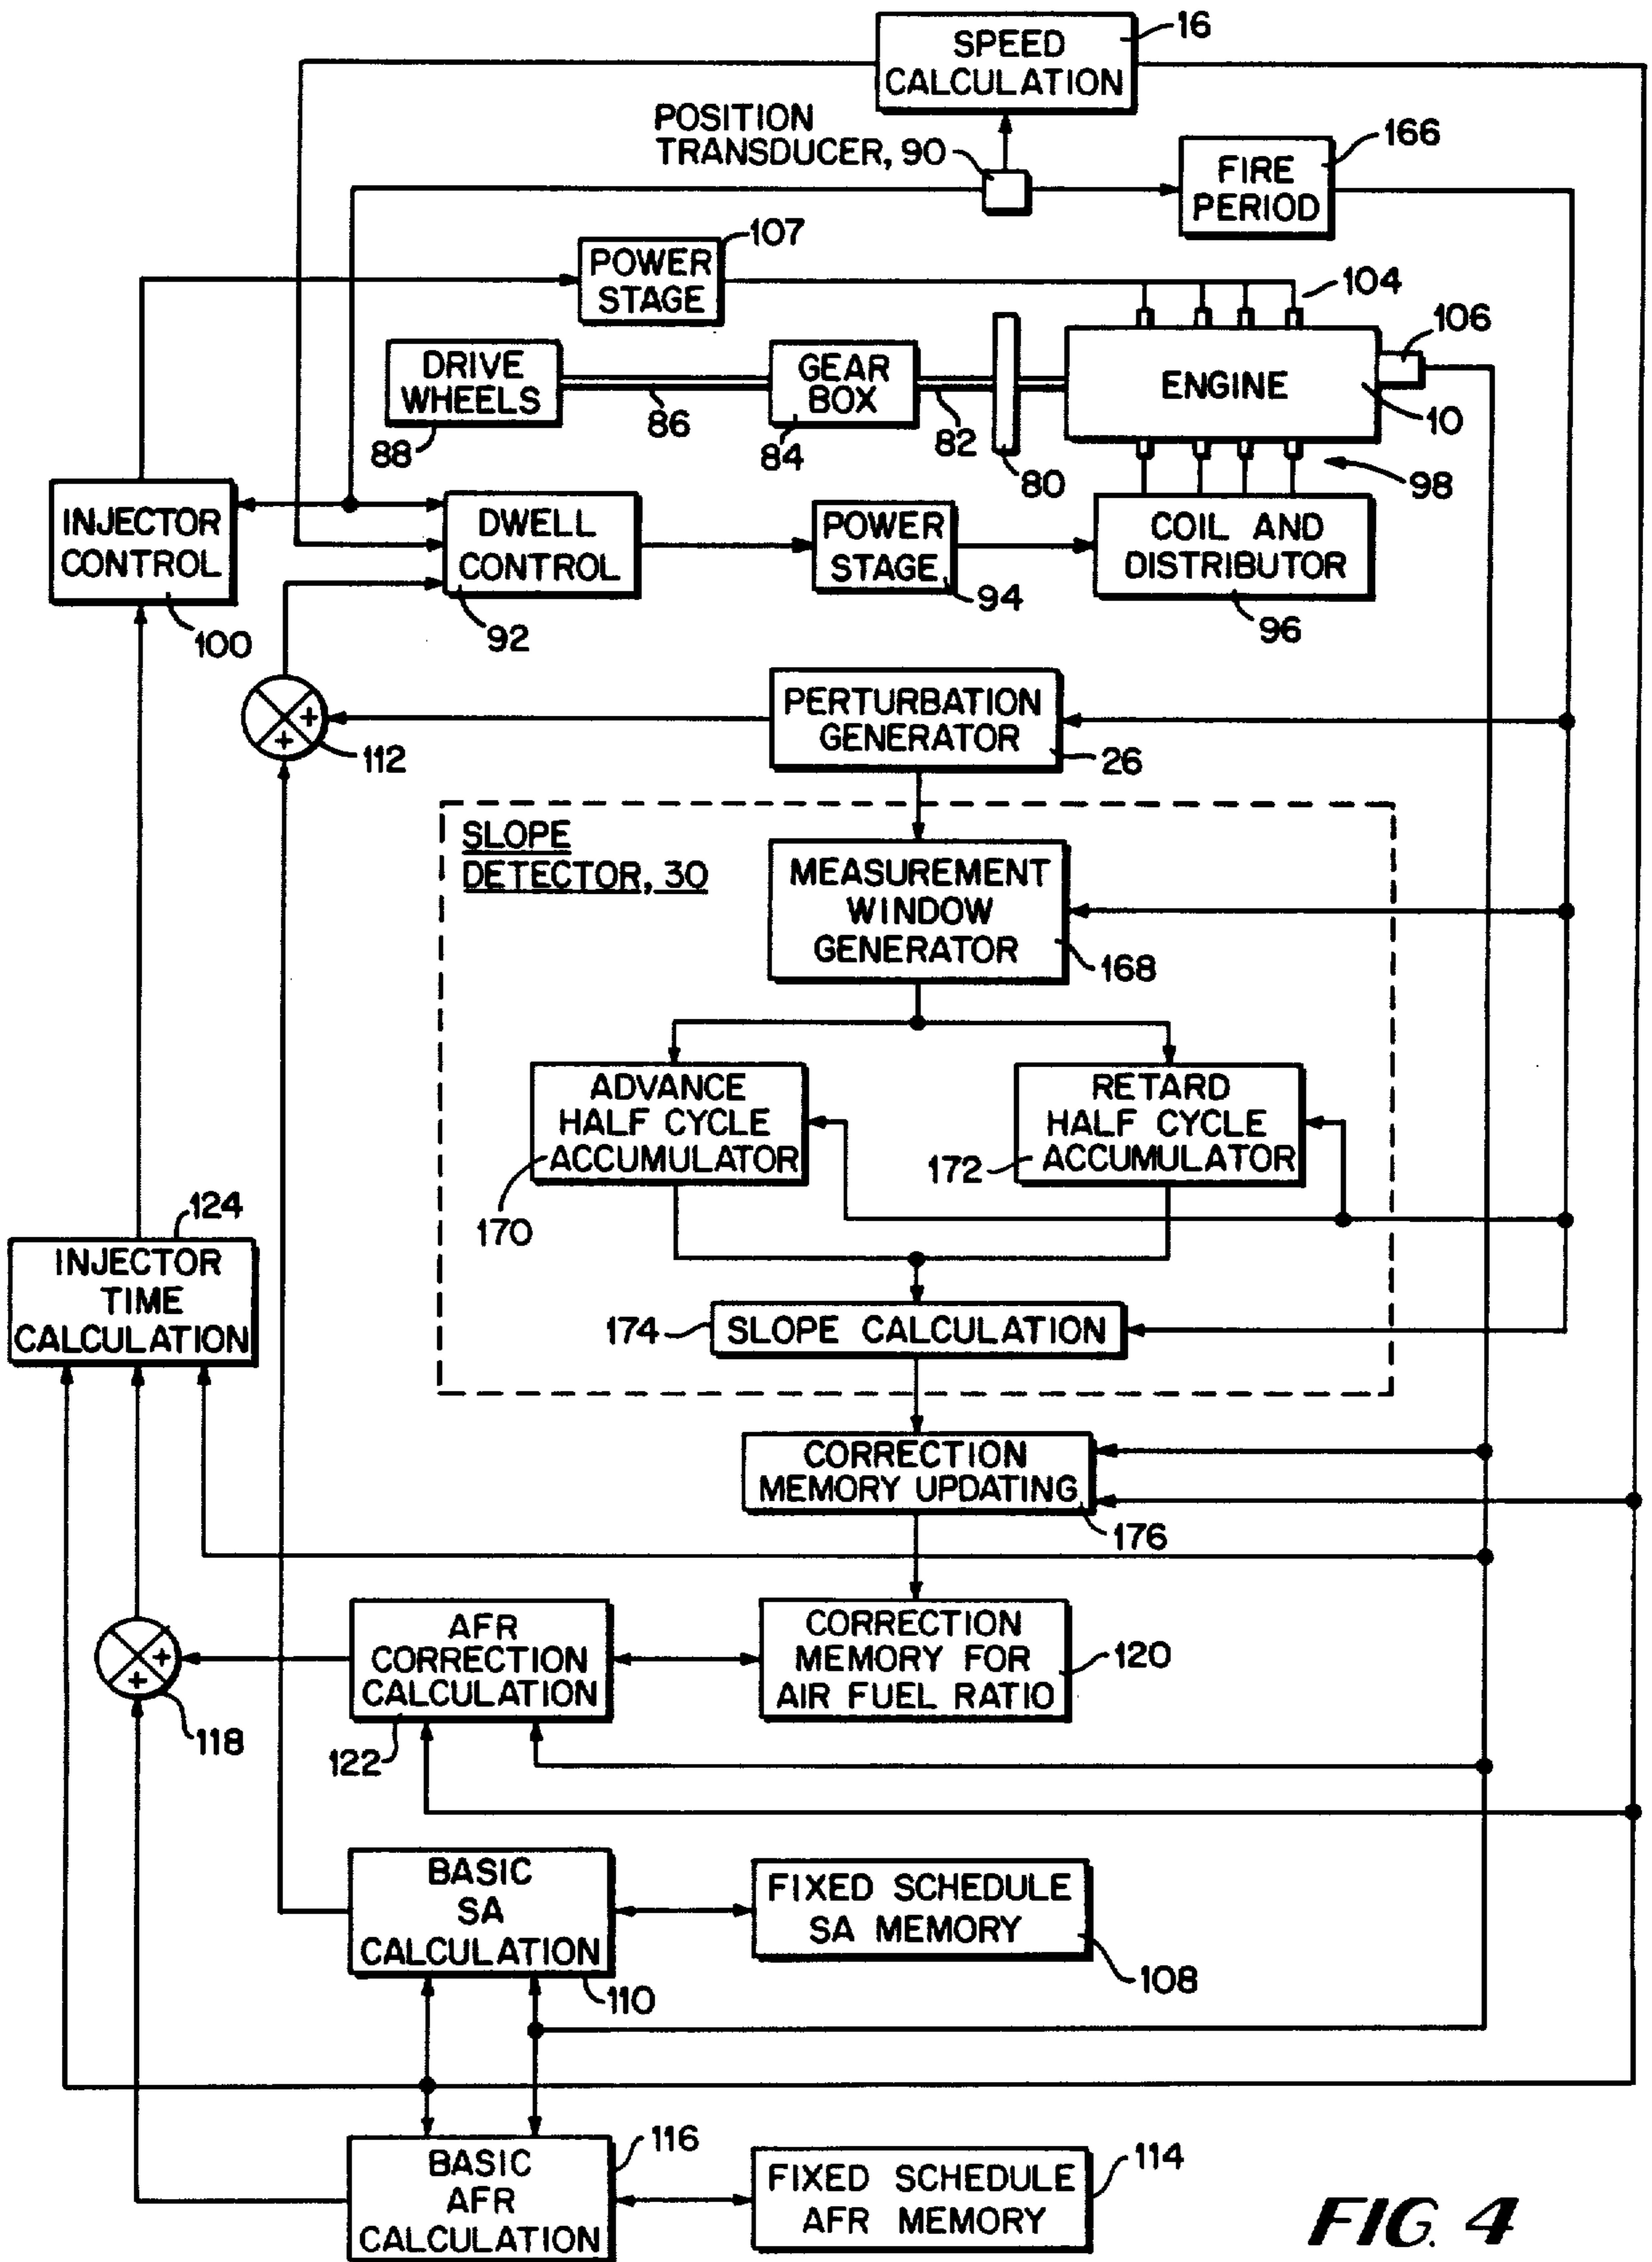 SPEED
CALCULATION
16
POSITION
TRANSDUCER, 90
FIRE
PERIOD
166
POWER
STAGE
107
104
106
DRIVE
WHEELS
88
86
GEAR
BOX
84
82
80
ENGINE
10
98
INJECTOR
CONTROL
100
DWELL
CONTROL
92
POWER
STAGE
94
COIL AND
DISTRIBUTOR
96
+
+
112
PERTURBATION
GENERATOR
26
SLOPE
DETECTOR, 30
MEASUREMENT
WINDOW
GENERATOR
168
ADVANCE
HALF CYCLE
ACCUMULATOR
170
RETARD
HALF CYCLE
ACCUMULATOR
172
124
INJECTOR
TIME
CALCULATION
174
SLOPE CALCULATION
CORRECTION
MEMORY UPDATING
176
+
+
118
AFR
CORRECTION
CALCULATION
122
CORRECTION
MEMORY FOR
AIR FUEL RATIO
120
BASIC
SA
CALCULATION
110
FIXED SCHEDULE
SA MEMORY
108
BASIC
AFR
CALCULATION
116
FIXED SCHEDULE
AFR MEMORY
114
FIG. 4